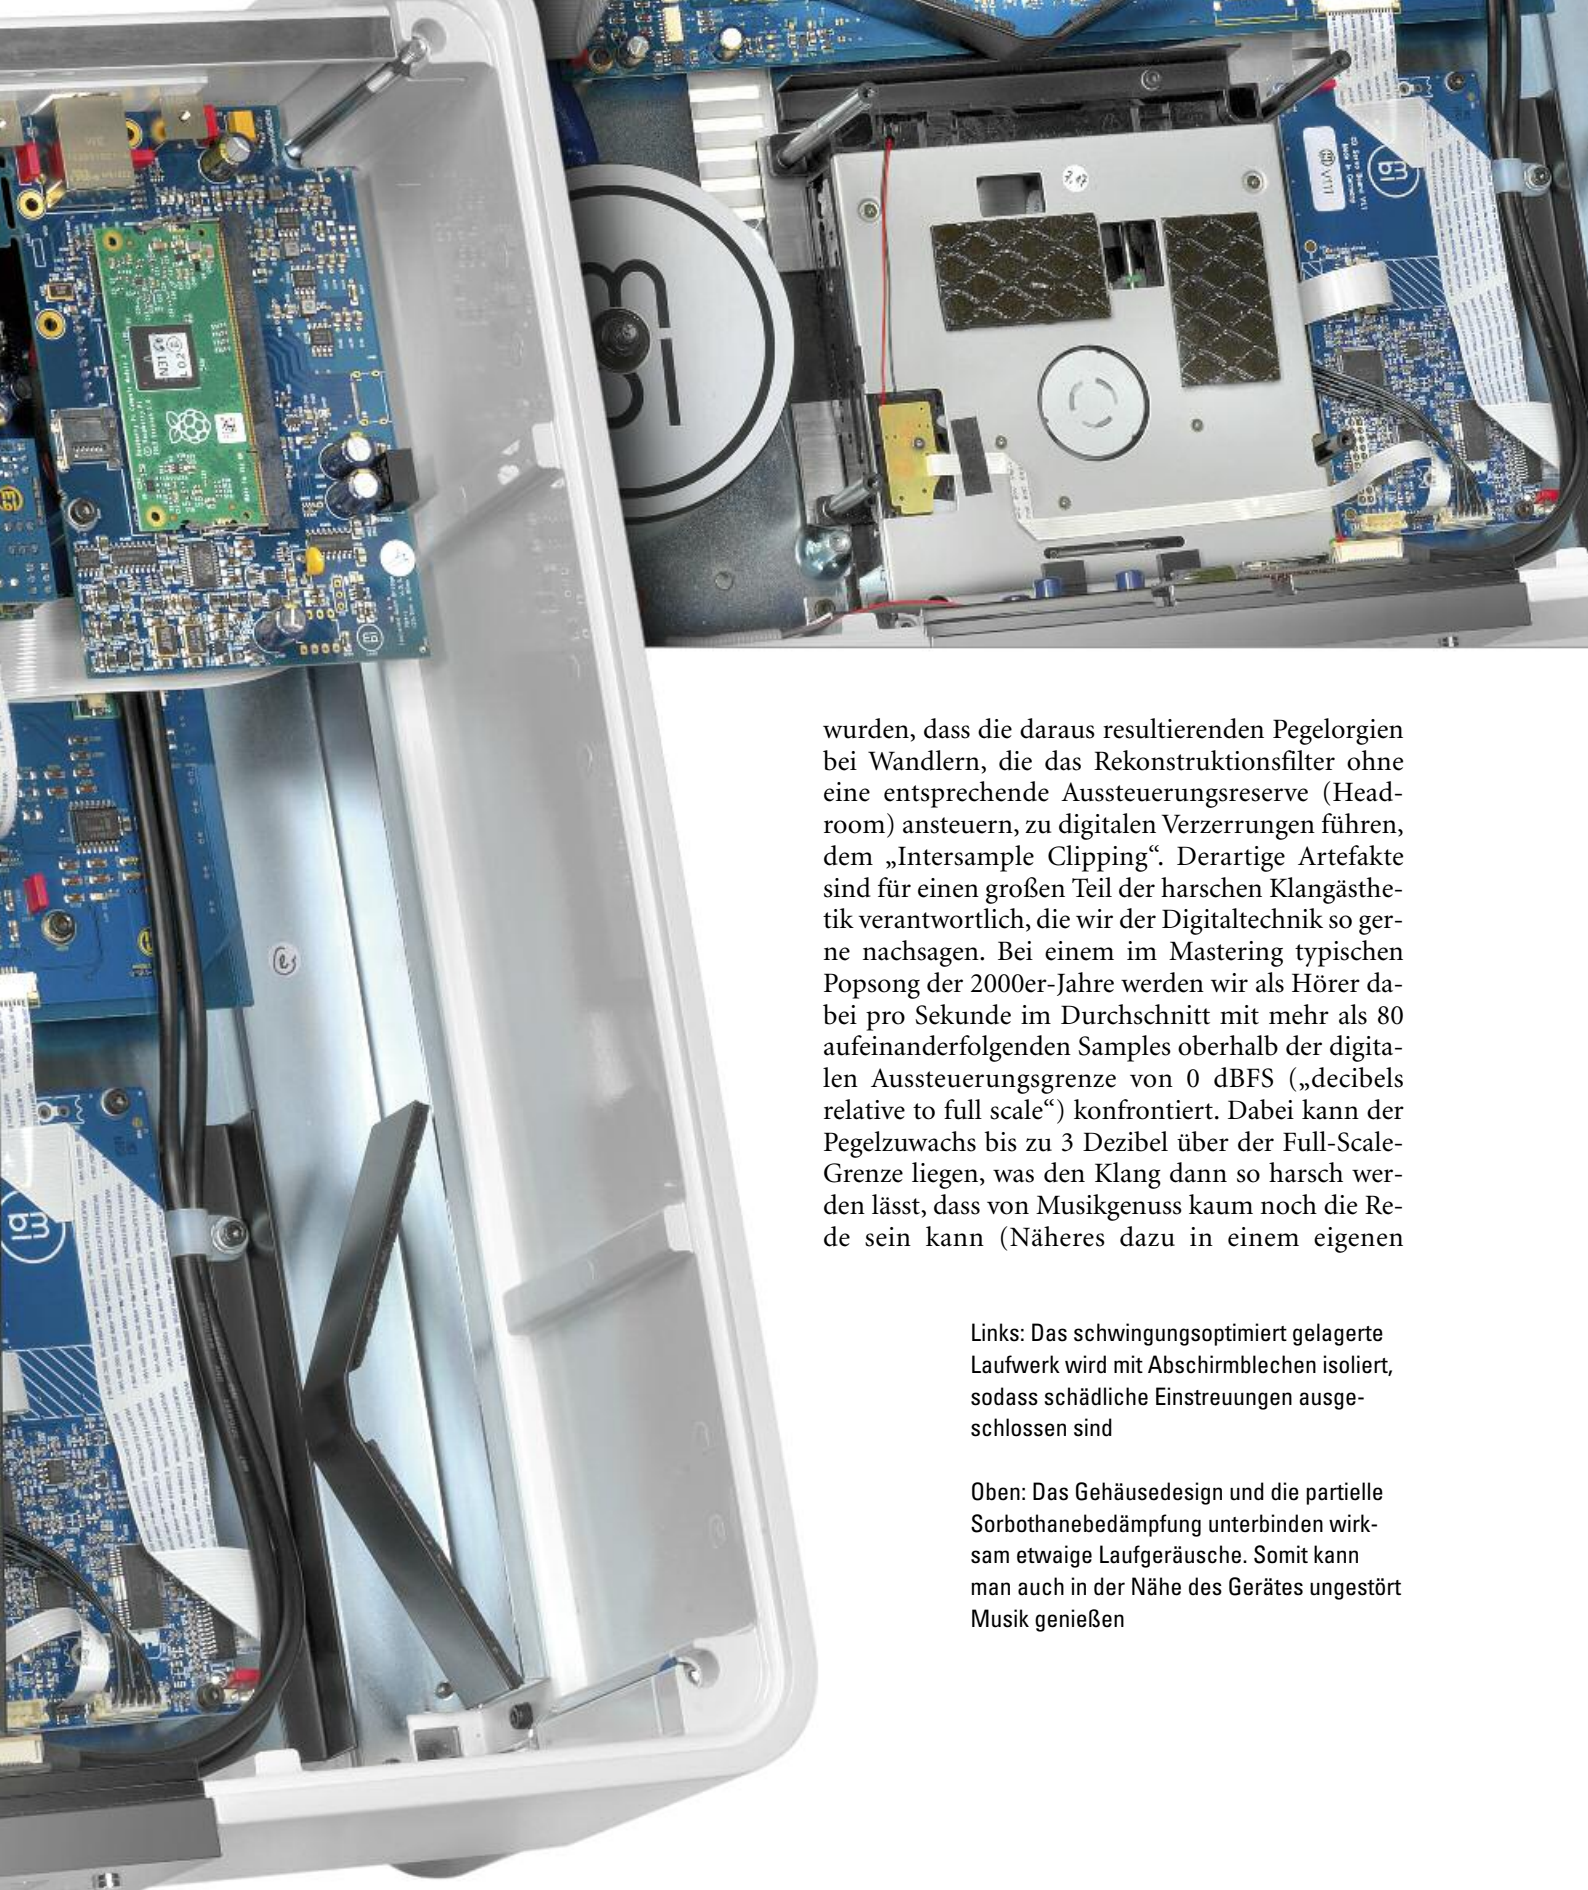 N31
L 0.2
Raspberry Pi
mbl
V111
wurden, dass die daraus resultierenden Pegelorgien
bei Wandlern, die das Rekonstruktionsfilter ohne
eine entsprechende Aussteuerungsreserve (Head-
room) ansteuern, zu digitalen Verzerrungen führen,
dem „Intersample Clipping“. Derartige Artefakte
sind für einen großen Teil der harschen Klangästhe-
tik verantwortlich, die wir der Digitaltechnik so ger-
ne nachsagen. Bei einem im Mastering typischen
Popsong der 2000er-Jahre werden wir als Hörer da-
bei pro Sekunde im Durchschnitt mit mehr als 80
aufeinanderfolgenden Samples oberhalb der digita-
len Aussteuerungsgrenze von 0 dBFS („decibels
relative to full scale“) konfrontiert. Dabei kann der
Pegelzuwachs bis zu 3 Dezibel über der Full-Scale-
Grenze liegen, was den Klang dann so harsch wer-
den lässt, dass von Musikgenuss kaum noch die Re-
de sein kann (Näheres dazu in einem eigenen
Links: Das schwingungsoptimiert gelagerte
Laufwerk wird mit Abschirmblechen isoliert,
sodass schädliche Einstreuungen ausge-
schlossen sind
Oben: Das Gehäusedesign und die partielle
Sorbothanebedämpfung unterbinden wirk-
sam etwaige Laufgeräusche. Somit kann
man auch in der Nähe des Gerätes ungestört
Musik genießen